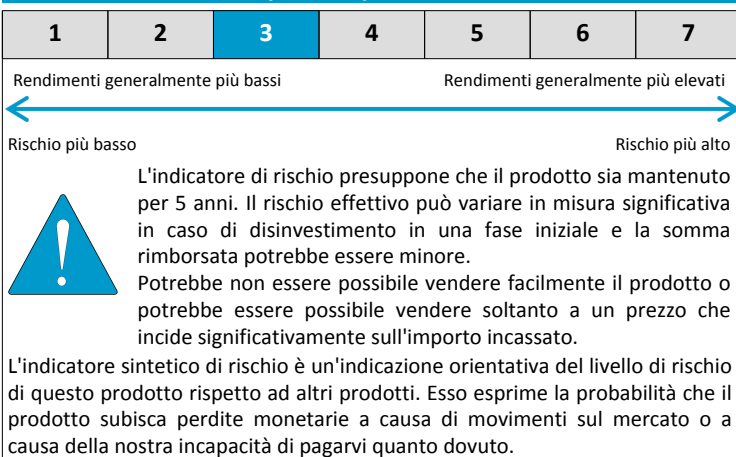 1 2 3 4 5 6 7
Rendimenti generalmente più bassi Rendimenti generalmente più elevati
Rischio più basso Rischio più alto
L'indicatore di rischio presuppone che il prodotto sia mantenuto
per 5 anni. Il rischio effettivo può variare in misura significativa
in caso di disinvestimento in una fase iniziale e la somma
rimborsata potrebbe essere minore.
Potrebbe non essere possibile vendere facilmente il prodotto o
potrebbe essere possibile vendere soltanto a un prezzo che
incide significativamente sull'importo incassato.
L'indicatore sintetico di rischio è un'indicazione orientativa del livello di rischio
di questo prodotto rispetto ad altri prodotti. Esso esprime la probabilità che il
prodotto subisca perdite monetarie a causa di movimenti sul mercato o a
causa della nostra incapacità di pagarvi quanto dovuto.